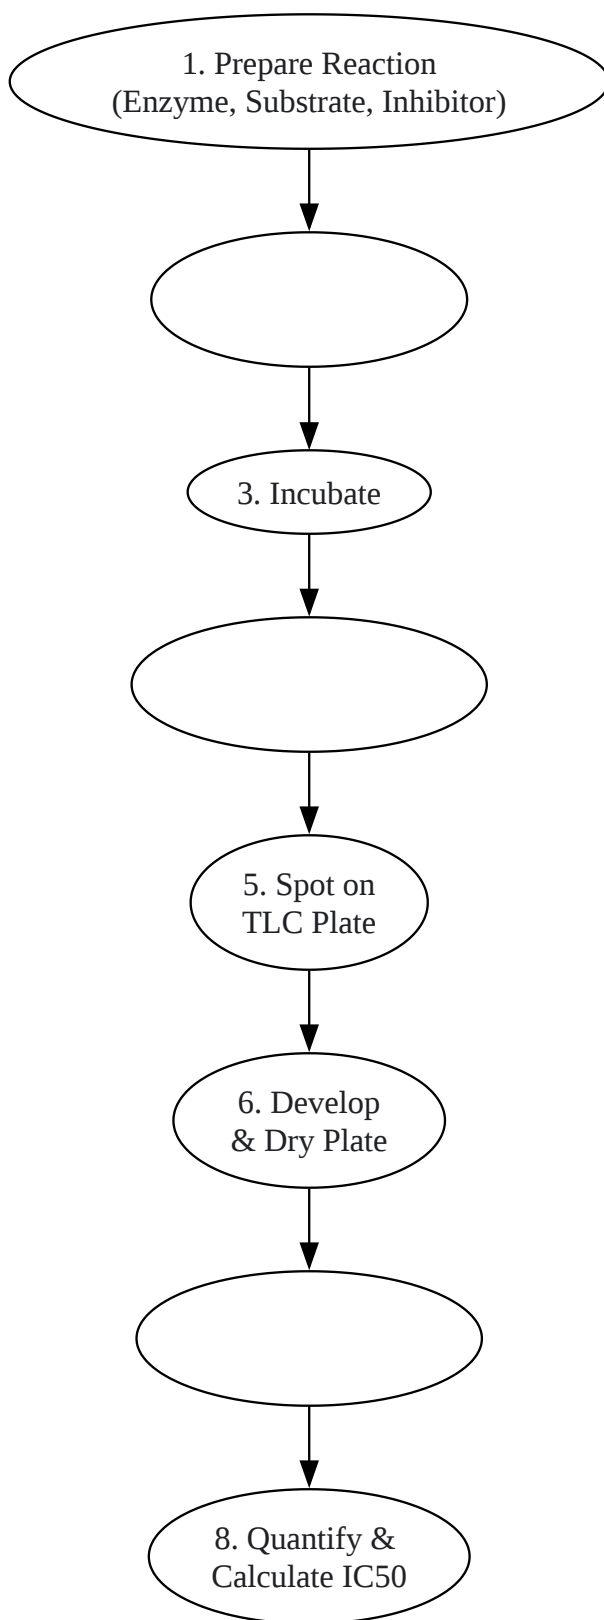 1. Prepare Reaction
(Enzyme, Substrate, Inhibitor)
3. Incubate
5. Spot on
TLC Plate
6. Develop
& Dry Plate
8. Quantify &
Calculate IC50